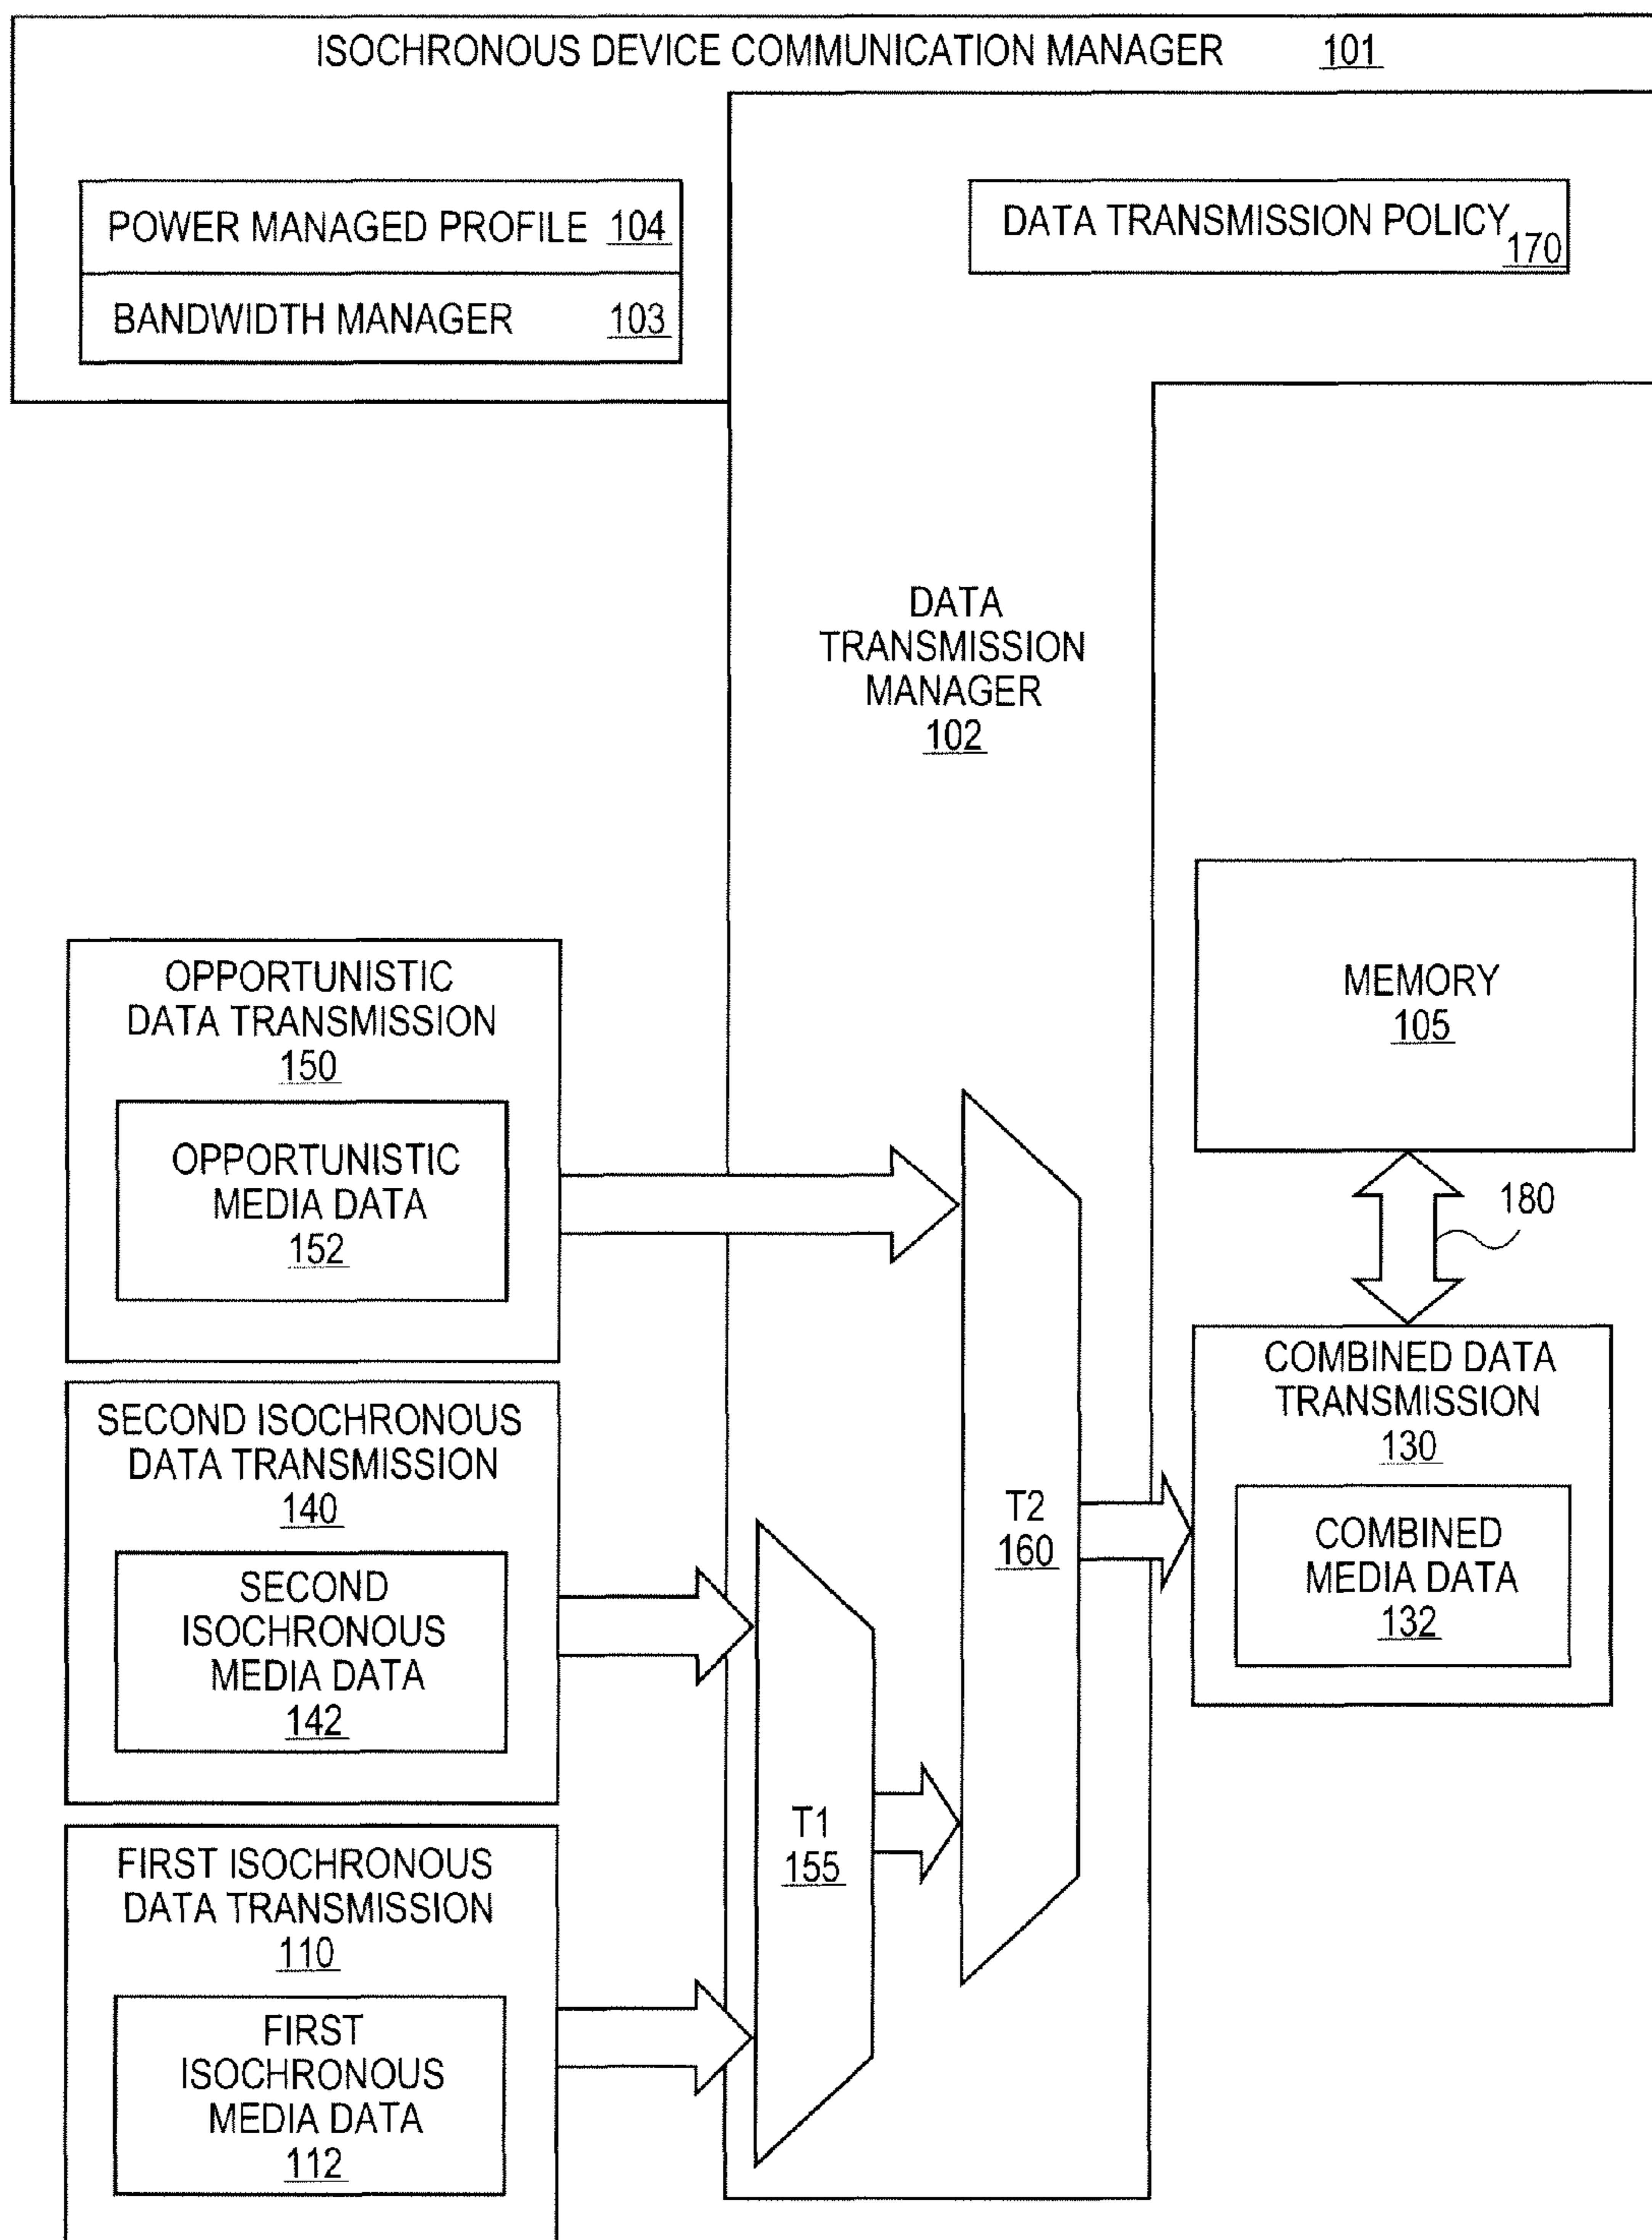 ISOCHRONOUS DEVICE COMMUNICATION MANAGER 101
POWER MANAGED PROFILE 104
BANDWIDTH MANAGER 103
DATA TRANSMISSION POLICY 170
DATA
TRANSMISSION
MANAGER
102
OPPORTUNISTIC
DATA TRANSMISSION
150
OPPORTUNISTIC
MEDIA DATA
152
SECOND ISOCHRONOUS
DATA TRANSMISSION
140
SECOND
ISOCHRONOUS
MEDIA DATA
142
FIRST ISOCHRONOUS
DATA TRANSMISSION
110
FIRST
ISOCHRONOUS
MEDIA DATA
112
T1
155
T2
160
MEMORY
105
180
COMBINED DATA
TRANSMISSION
130
COMBINED
MEDIA DATA
132